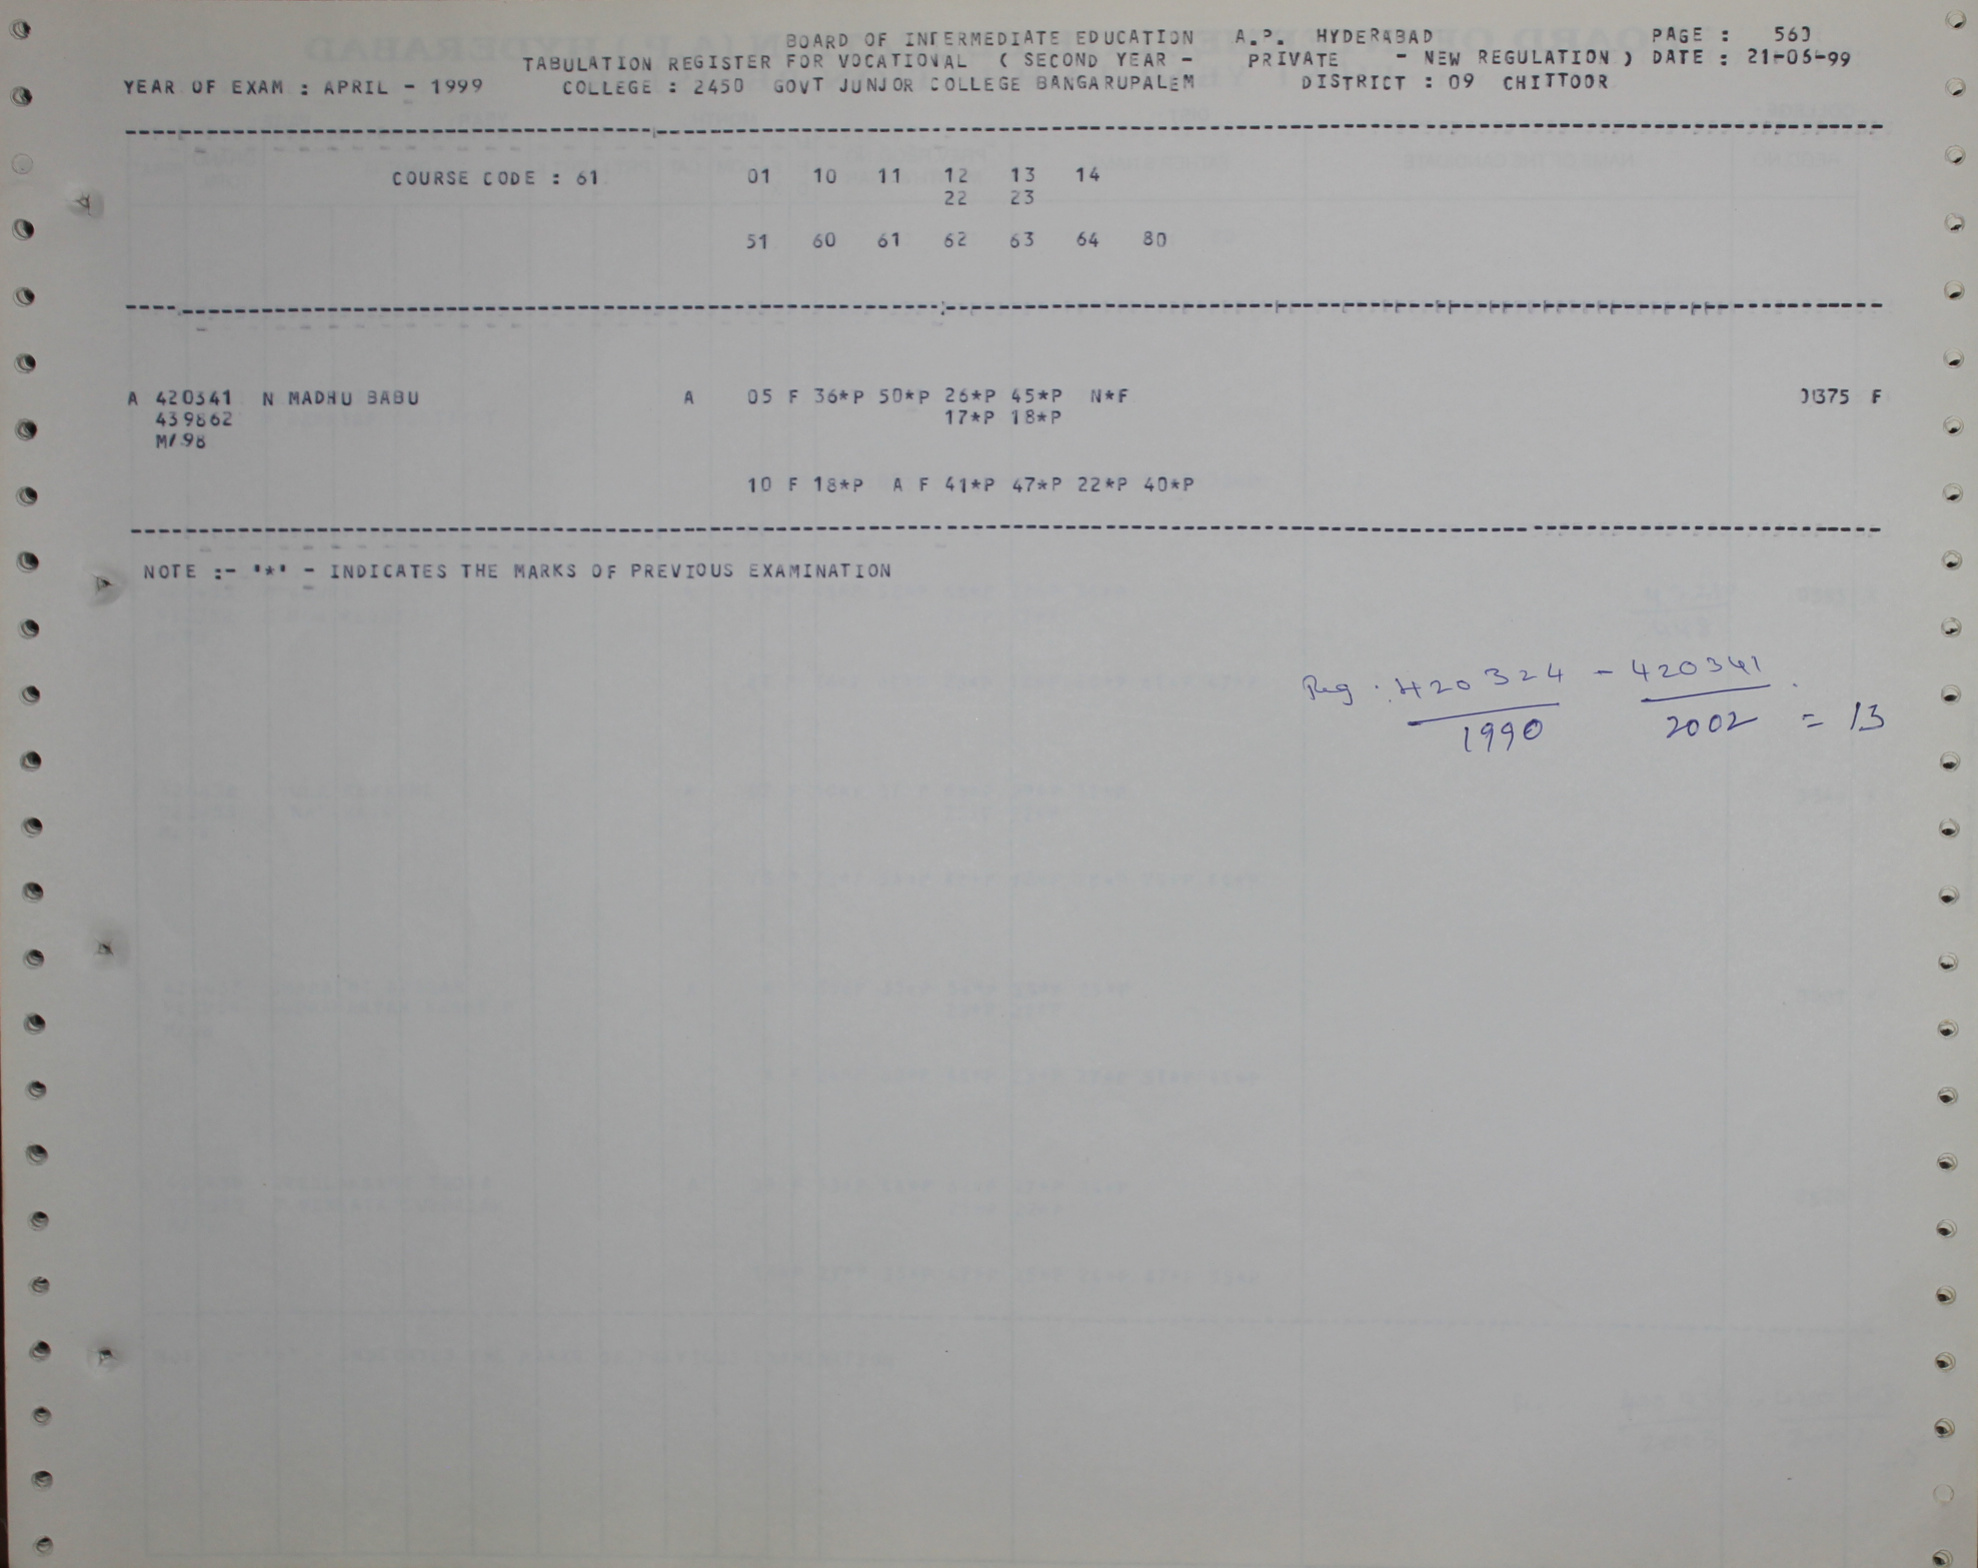 BOARD OF INTERMEDIATE EDUCATION A.P. HYDERABAD PAGE : 560
TABULATION REGISTER FOR VOCATIONAL ( SECOND YEAR - PRIVATE - NEW REGULATION ) DATE : 21-05-99
YEAR OF EXAM : APRIL - 1999 COLLEGE : 2450 GOVT JUNJOR COLLEGE BANGARUPALEM DISTRICT : 09 CHITTOOR
COURSE CODE : 61 01 10 11 12 13 14
22 23
51 60 61 62 63 64 80
A 420341 N MADHU BABU A 05 F 36*P 50*P 26*P 45*P N*F 0375 F
439862 17*P 18*P
M/98
10 F 18*P A F 41*P 47*P 22*P 40*P
NOTE :- '*' - INDICATES THE MARKS OF PREVIOUS EXAMINATION
Reg : 420324 - 420341
1990 2002 = 13